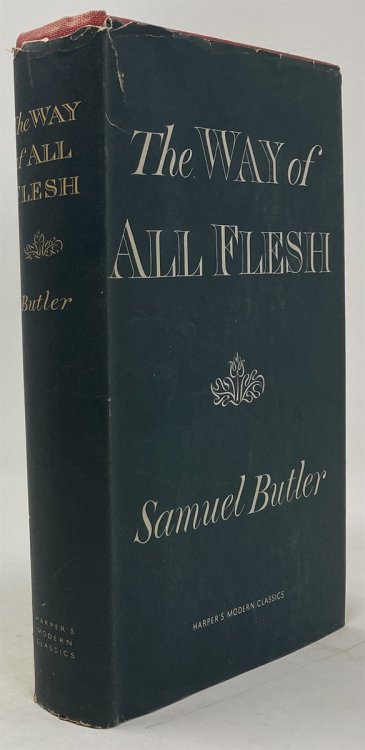 The WAY
of ALL
FLESH
Butler
HARPER'S
MODERN
CLASSICS
The WAY of
ALL FLESH
Samuel Butler
HARPER'S MODERN CLASSICS